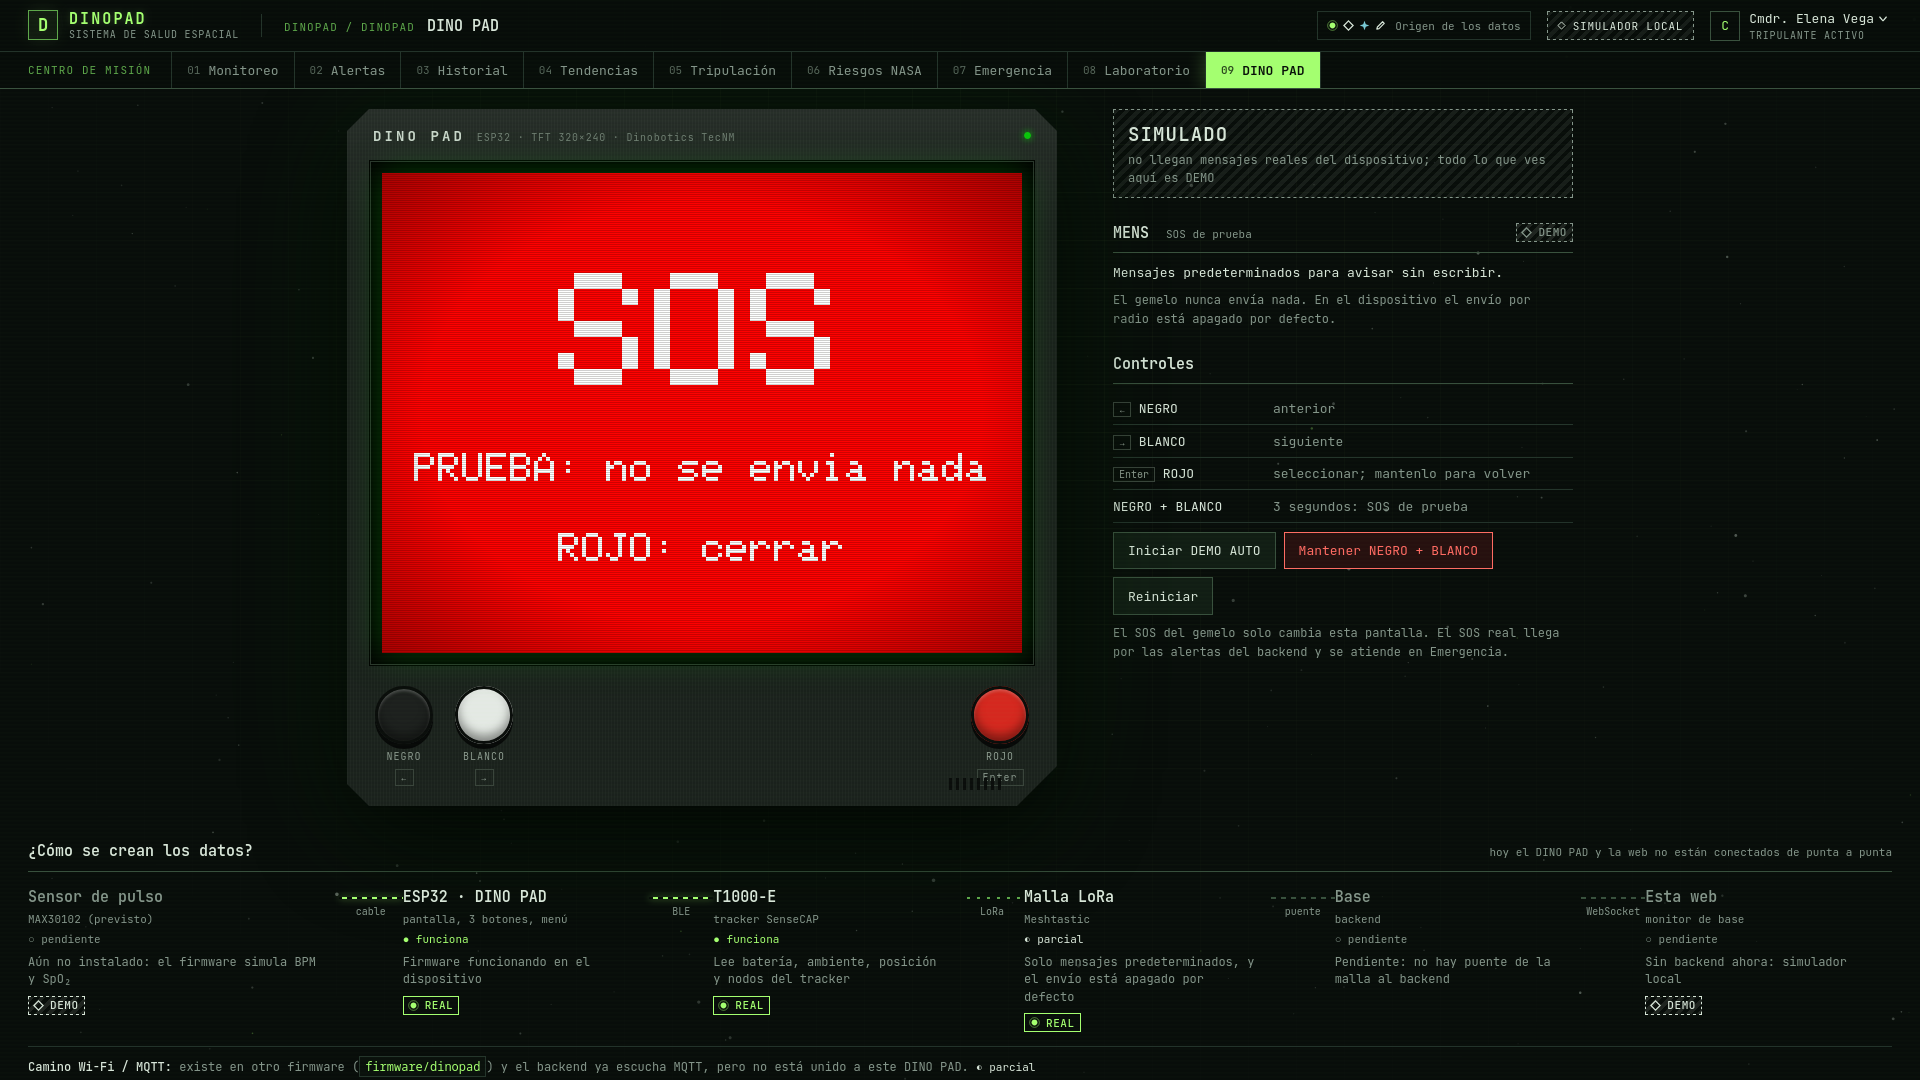 D DINOPAD
SISTEMA DE SALUD ESPACIAL
DINOPAD / DINOPAD DINO PAD
Origen de los datos
SIMULADOR LOCAL
C Cmdr. Elena Vega
TRIPULANTE ACTIVO
CENTRO DE MISIÓN
01 Monitoreo
02 Alertas
03 Historial
04 Tendencias
05 Tripulación
06 Riesgos NASA
07 Emergencia
08 Laboratorio
09 DINO PAD
DINO PAD ESP32 · TFT 320×240 · Dinobotics TecNM
SOS
PRUEBA: no se envia nada
ROJO: cerrar
NEGRO
←
BLANCO
→
ROJO
Enter
SIMULADO
no llegan mensajes reales del dispositivo; todo lo que ves
aquí es DEMO
MENS SOS de prueba DEMO
Mensajes predeterminados para avisar sin escribir.
El gemelo nunca envía nada. En el dispositivo el envío por
radio está apagado por defecto.
Controles
← NEGRO anterior
→ BLANCO siguiente
Enter ROJO seleccionar; mantenlo para volver
NEGRO + BLANCO 3 segundos: SOS de prueba
Iniciar DEMO AUTO
Mantener NEGRO + BLANCO
Reiniciar
El SOS del gemelo solo cambia esta pantalla. El SOS real llega
por las alertas del backend y se atiende en Emergencia.
¿Cómo se crean los datos?
hoy el DINO PAD y la web no están conectados de punta a punta
Sensor de pulso
MAX30102 (previsto)
○ pendiente
Aún no instalado: el firmware simula BPM
y SpO₂
DEMO
cable
ESP32 · DINO PAD
pantalla, 3 botones, menú
● funciona
Firmware funcionando en el
dispositivo
REAL
BLE
T1000-E
tracker SenseCAP
● funciona
Lee batería, ambiente, posición
y nodos del tracker
REAL
LoRa
Malla LoRa
Meshtastic
◐ parcial
Solo mensajes predeterminados, y
el envío está apagado por
defecto
REAL
puente
Base
backend
○ pendiente
Pendiente: no hay puente de la
malla al backend
WebSocket
Esta web
monitor de base
○ pendiente
Sin backend ahora: simulador
local
DEMO
Camino Wi-Fi / MQTT: existe en otro firmware (firmware/dinopad) y el backend ya escucha MQTT, pero no está unido a este DINO PAD. ◐ parcial